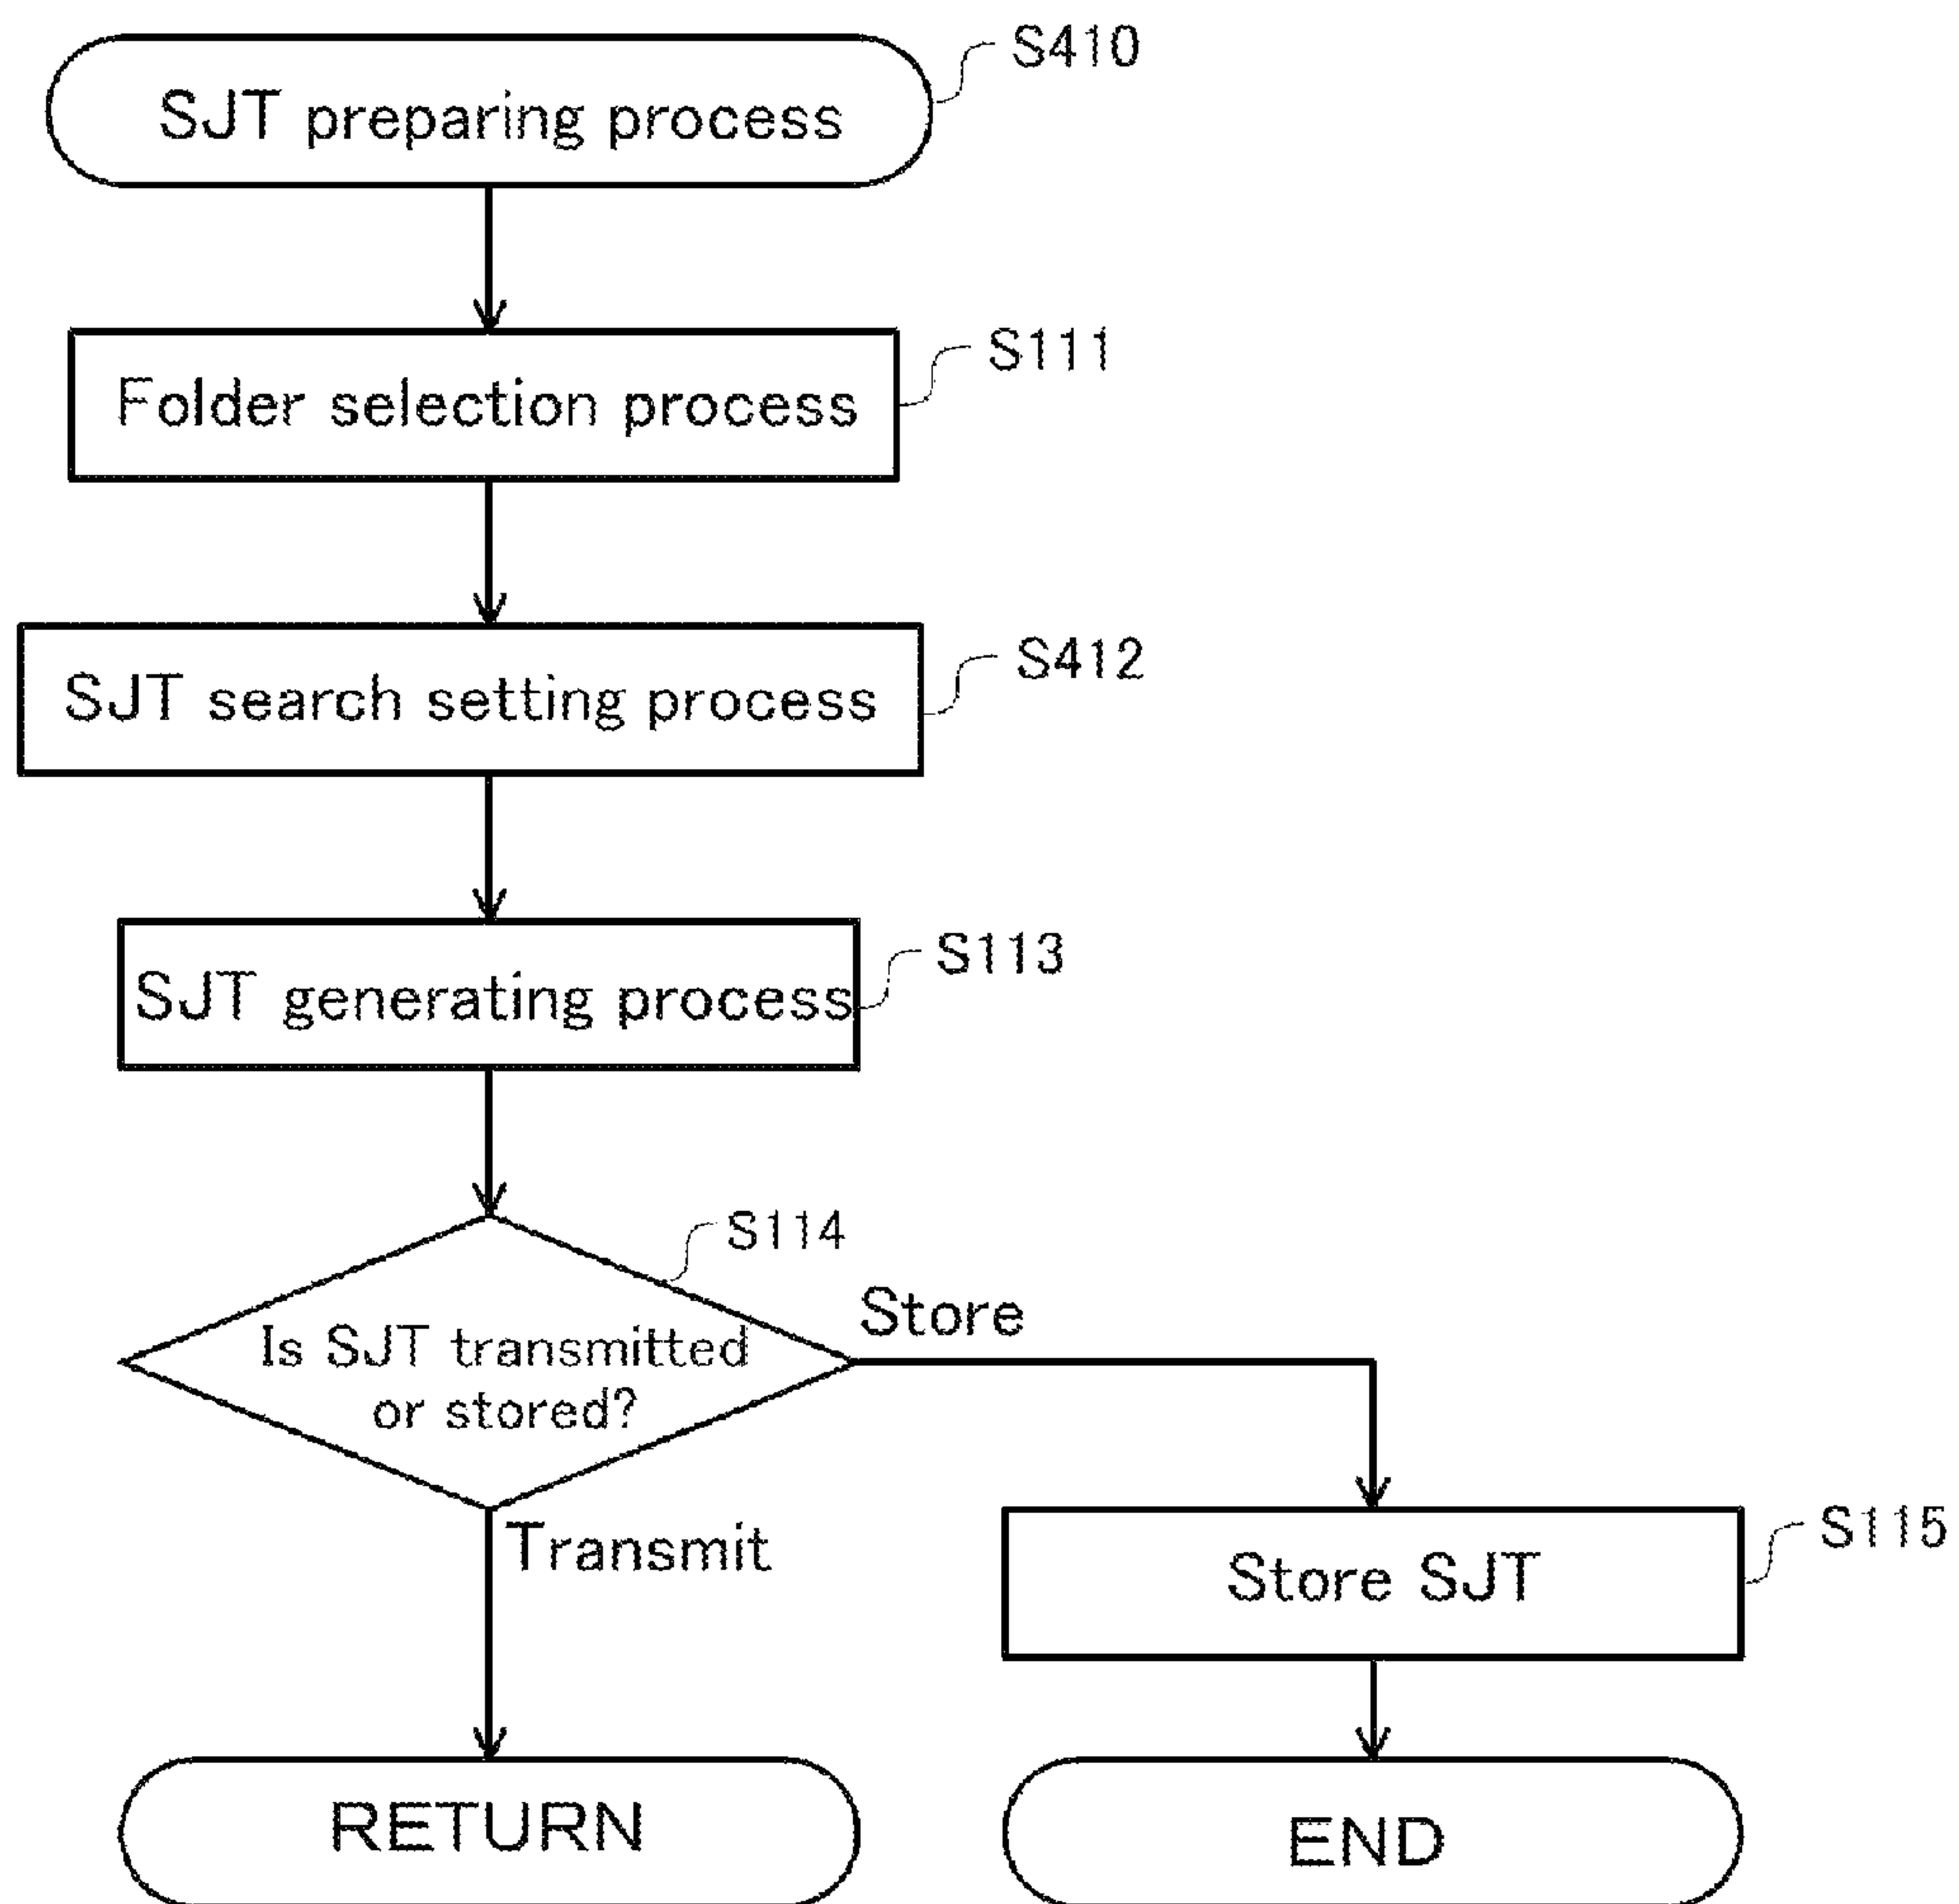 S410
SJT preparing process
S111
Folder selection process
S412
SJT search setting process
S113
SJT generating process
S114
Store
Is SJT transmitted
or stored?
Transmit
S115
Store SJT
RETURN
END